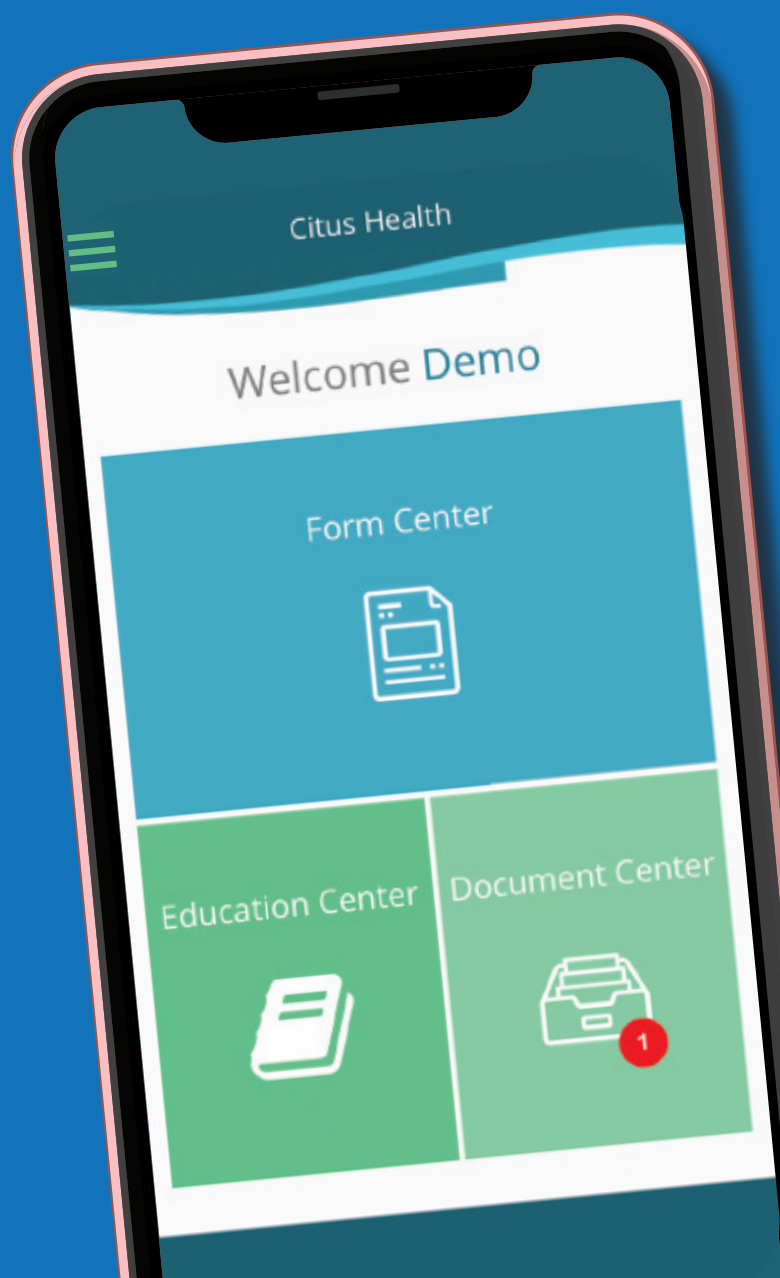 Citus Health
Welcome Demo
Form Center
Education Center
Document Center
1